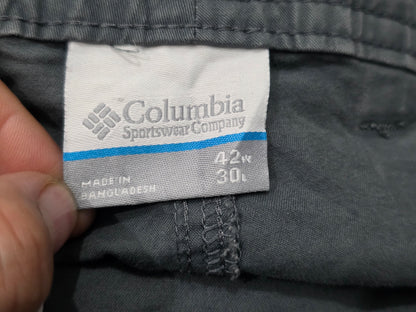 Columbia
Sportswear Company
42W
30L
MADE IN
BANGLADESH